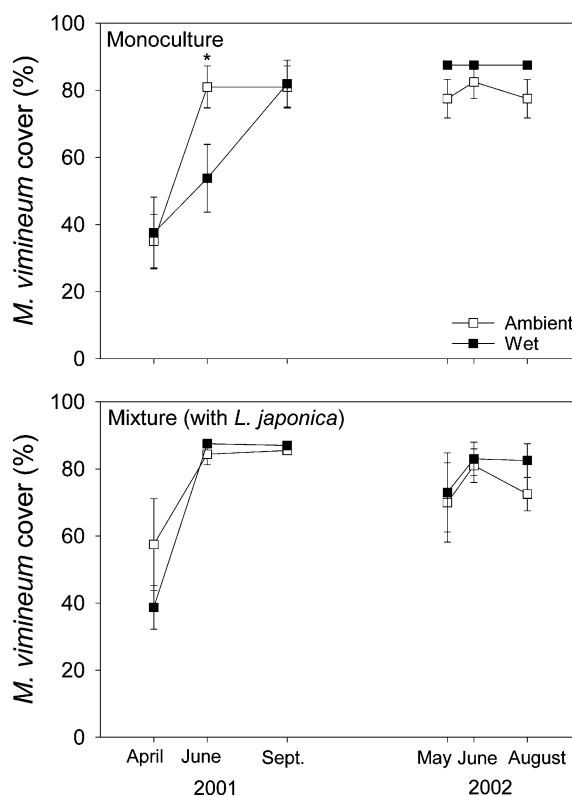 M. vimineum cover (%)
100
80
60
40
20
0
Monoculture
*
Ambient
Wet
M. vimineum cover (%)
100
80
60
40
20
0
Mixture (with L. japonica)
April June Sept. May June August
2001 2002